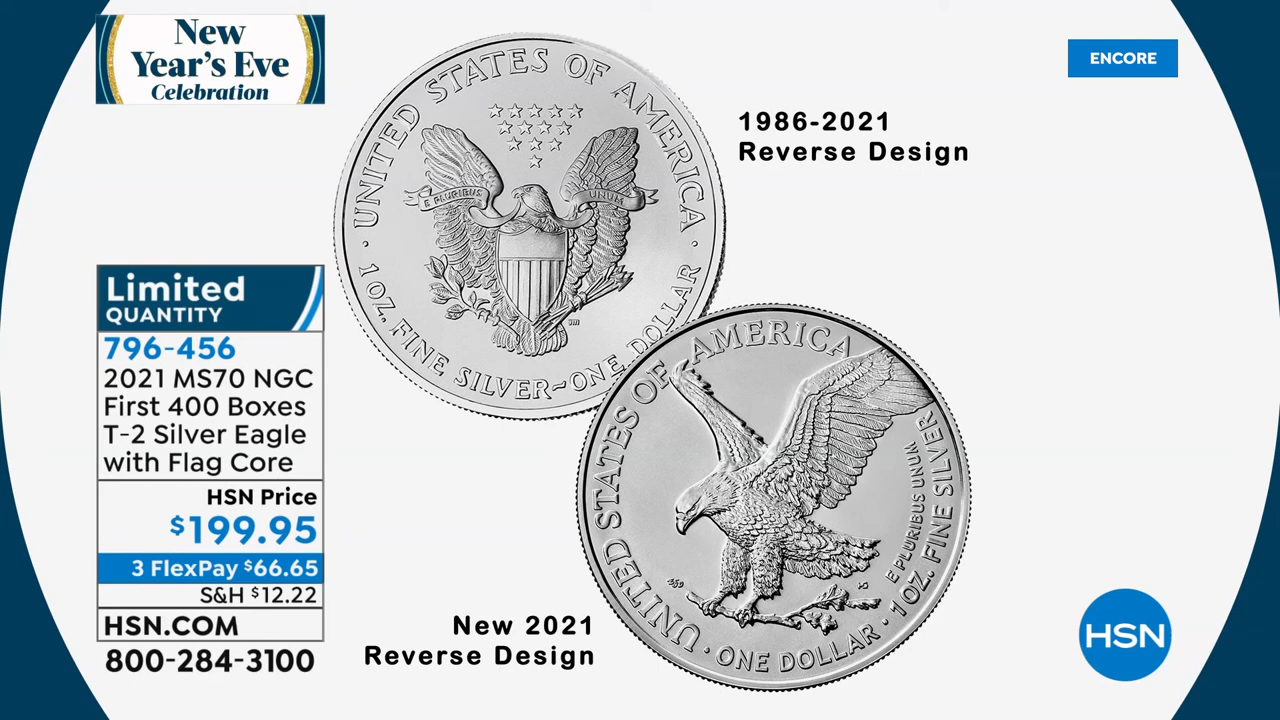 New
Year's Eve
Celebration
ENCORE
1986-2021
Reverse Design
UNITED STATES OF AMERICA
E PLURIBUS UNUM
1 OZ. FINE SILVER~ONE DOLLAR
Limited
QUANTITY
796-456
2021 MS70 NGC
First 400 Boxes
T-2 Silver Eagle
with Flag Core
HSN Price
$199.95
3 FlexPay $66.65
S&H $12.22
HSN.COM
800-284-3100
UNITED STATES OF AMERICA
E PLURIBUS UNUM
1 OZ. FINE SILVER
ONE DOLLAR
New 2021
Reverse Design
HSN